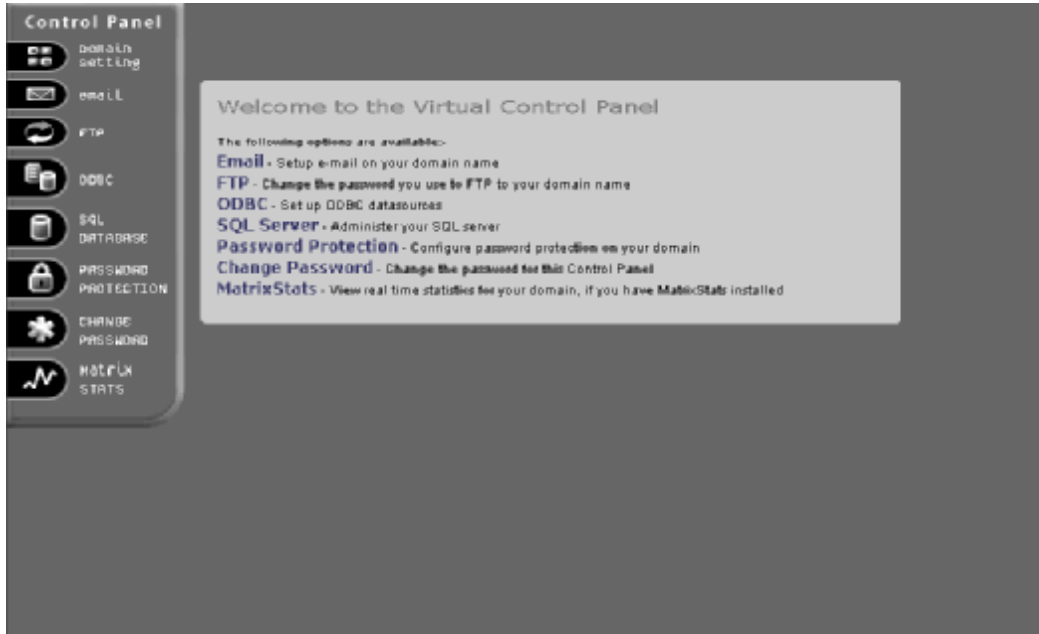 Control Panel
Domain
setting
email
FTP
ODBC
SQL
DATABASE
PASSWORD
PROTECTION
CHANGE
PASSWORD
Matrix
STATS
Welcome to the Virtual Control Panel
The following options are available:-
Email - Setup e-mail on your domain name
FTP - Change the password you use to FTP to your domain name
ODBC - Set up ODBC datasources
SQL Server - Administer your SQL server
Password Protection - Configure password protection on your domain
Change Password - Change the password for this Control Panel
MatrixStats - View real time statistics for your domain, if you have MatrixStats installed